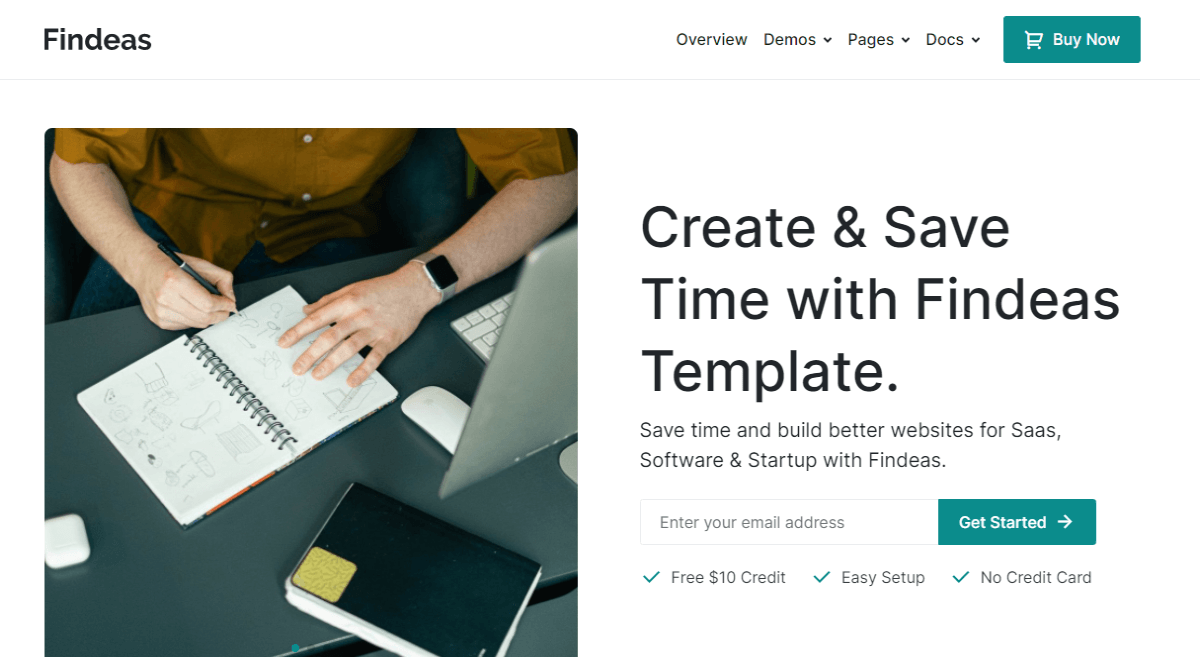 Findeas
Overview Demos Pages Docs Buy Now
Create & Save
Time with Findeas
Template.
Save time and build better websites for Saas,
Software & Startup with Findeas.
Enter your email address Get Started
Free $10 Credit Easy Setup No Credit Card